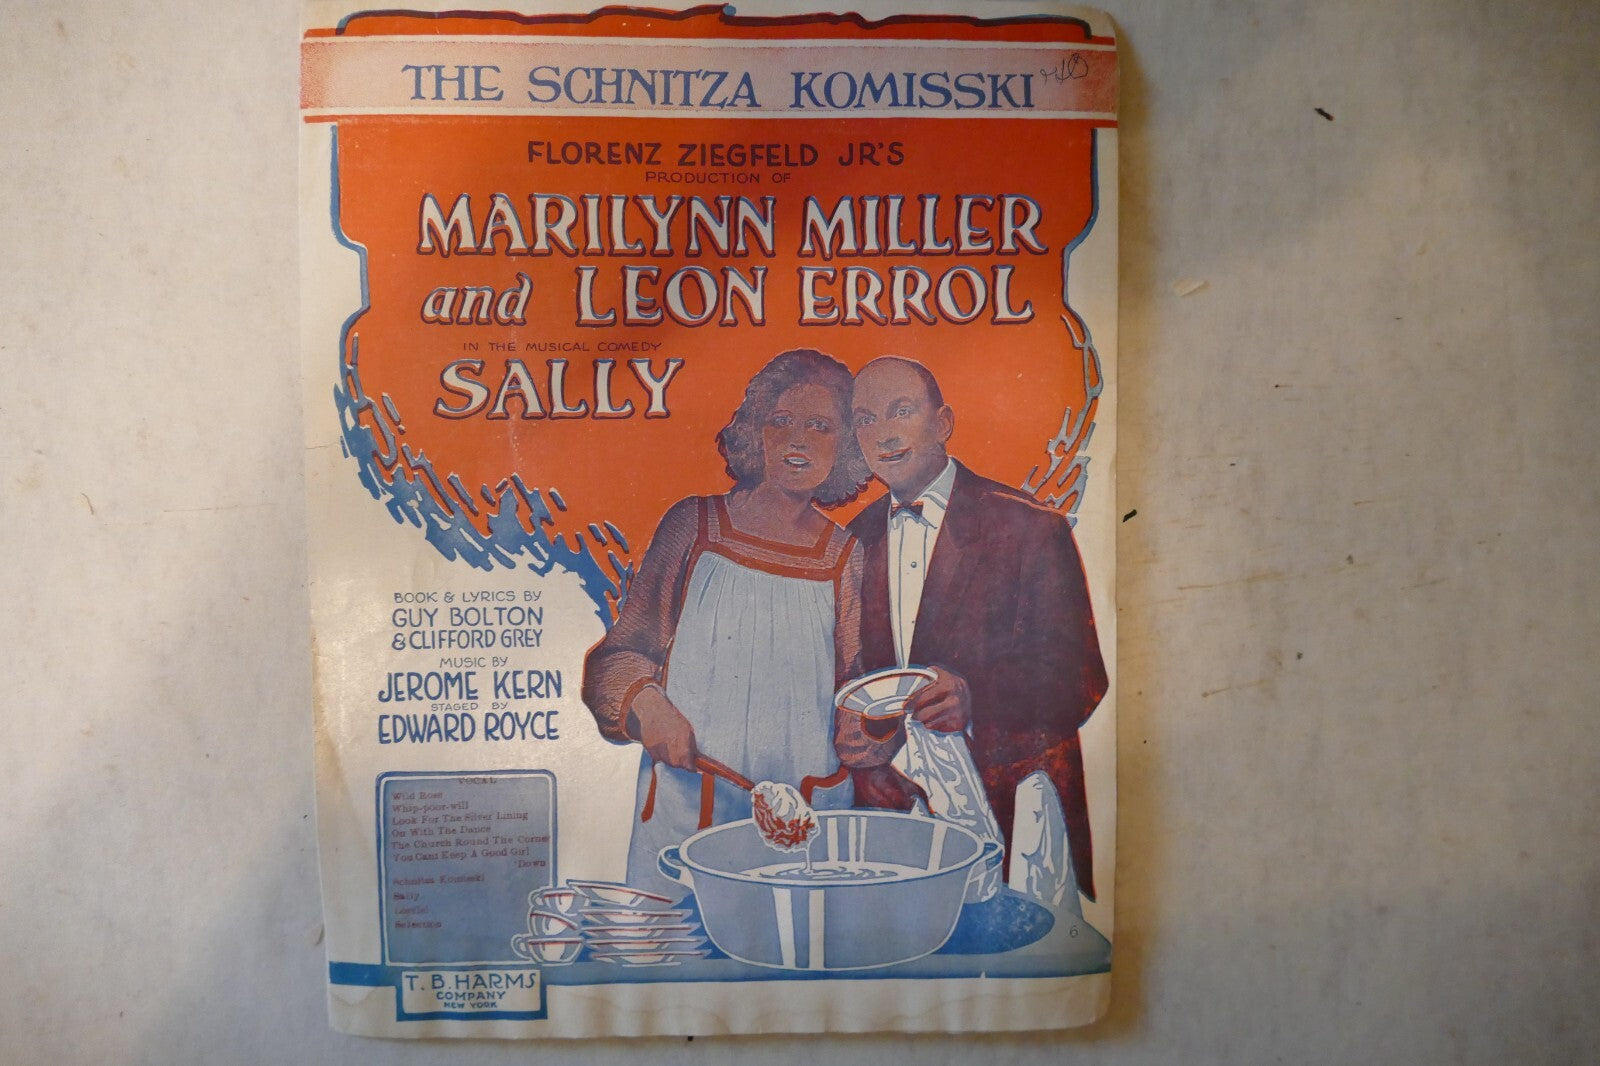 THE SCHNITZA KOMISSKI
FLORENZ ZIEGFELD JR'S
PRODUCTION OF
MARILYNN MILLER
and LEON ERROL
IN THE MUSICAL COMEDY
SALLY
BOOK & LYRICS BY
GUY BOLTON
& CLIFFORD GREY
MUSIC BY
JEROME KERN
STAGED BY
EDWARD ROYCE
VOCAL
Wild Rose
Whip-poor-will
Look For The Silver Lining
On With The Dance
The Church Round The Corner
You Cant Keep A Good Girl
Down
Schnitza Komisski
Sally
Lorelei
Selection
6
T. B. HARMS
COMPANY
NEW YORK